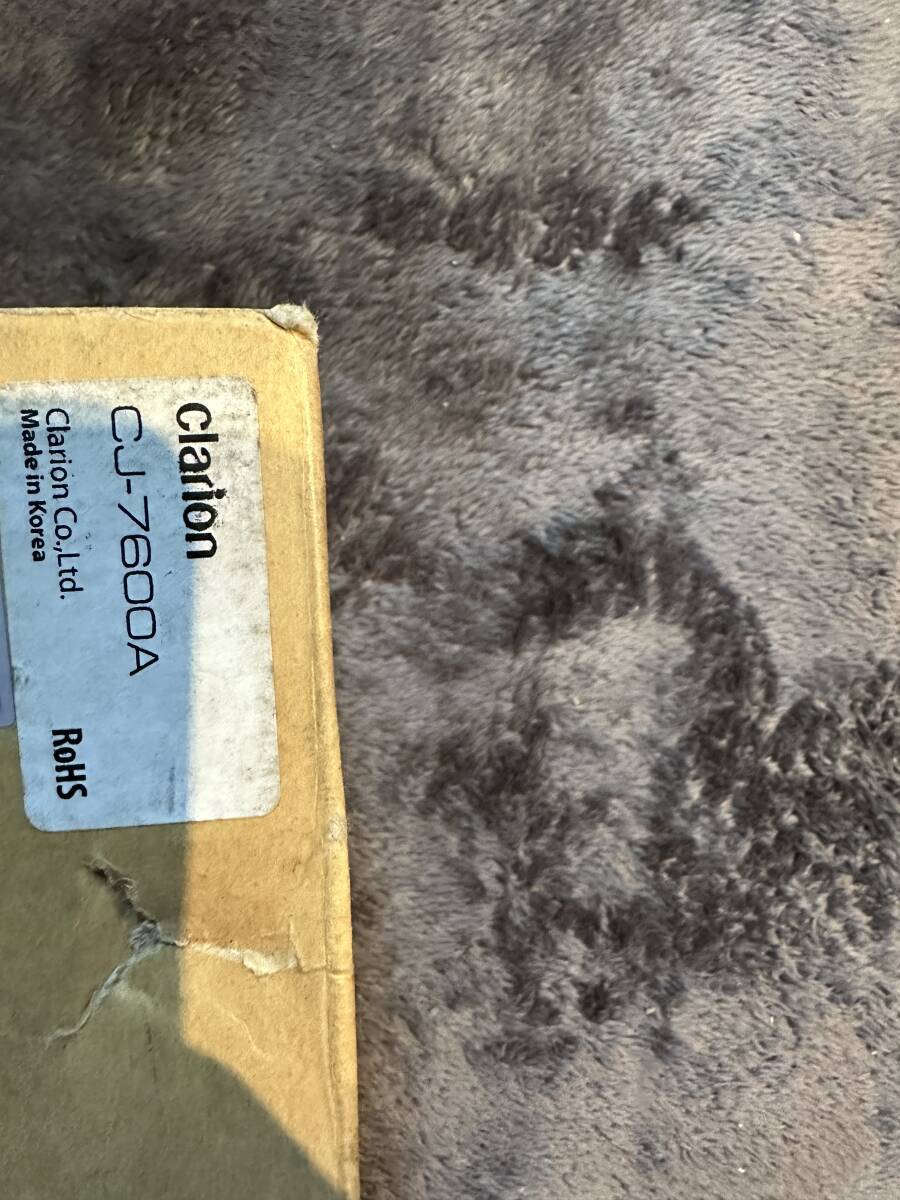 Clarion
CJ-7600A
Clarion Co.,Ltd.
Made in Korea
RoHS